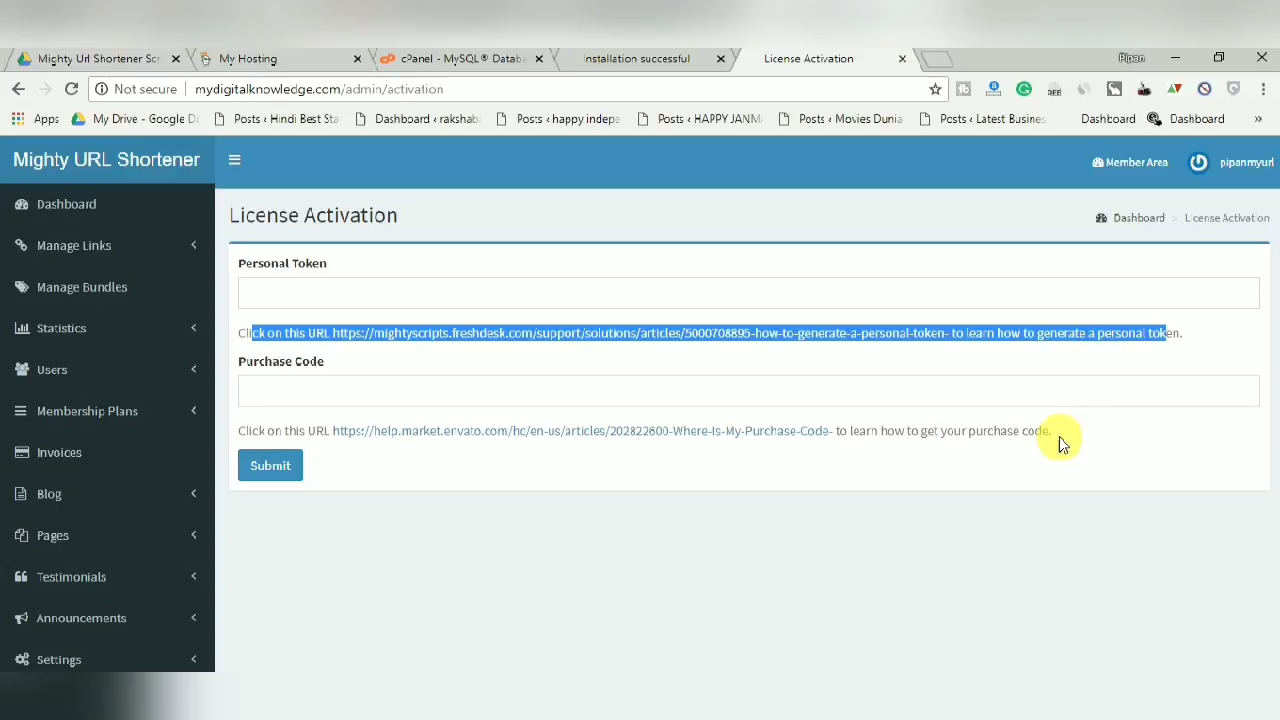 Mighty Url Shortener Scr
My Hosting
cPanel - MySQL® Databa
Installation successful
License Activation
Pipan
Not secure
mydigitalknowledge.com/admin/activation
Apps
My Drive - Google Dr
Posts ‹ Hindi Best Sta
Dashboard ‹ rakshab
Posts ‹ happy indepe
Posts ‹ HAPPY JANM
Posts ‹ Movies Dunia
Posts ‹ Latest Busines
Dashboard
Dashboard
»
Mighty URL Shortener
Member Area
pipanmyurl
License Activation
Dashboard > License Activation
Dashboard
Manage Links
Manage Bundles
Statistics
Users
Membership Plans
Invoices
Blog
Pages
Testimonials
Announcements
Settings
Personal Token
Click on this URL https://mightyscripts.freshdesk.com/support/solutions/articles/5000708895-how-to-generate-a-personal-token- to learn how to generate a personal token.
Purchase Code
Click on this URL https://help.market.envato.com/hc/en-us/articles/202822600-Where-Is-My-Purchase-Code- to learn how to get your purchase code.
Submit